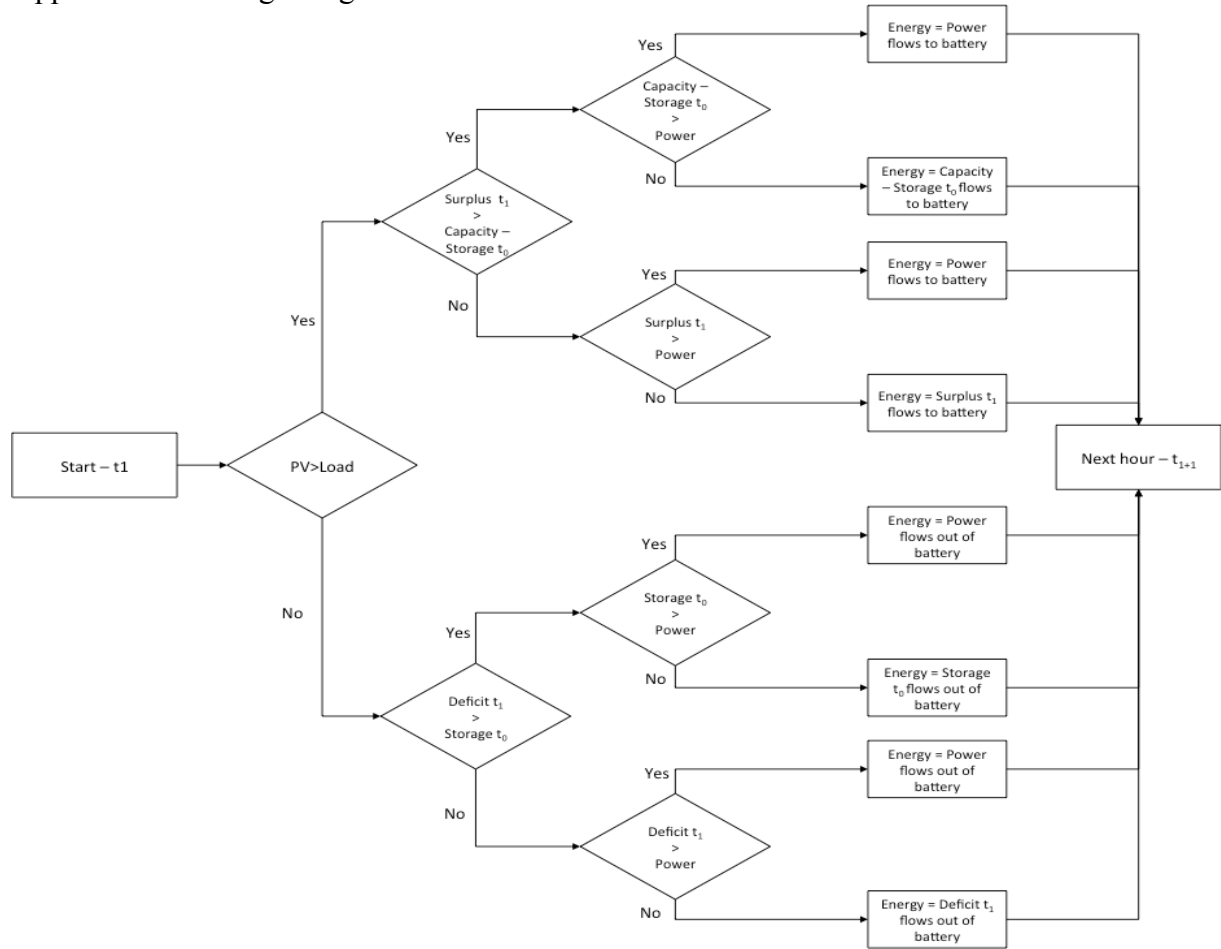 Start – t1
PV>Load
Yes
No
Surplus t₁
>
Capacity –
Storage t₀
Yes
No
Capacity –
Storage t₀
>
Power
Yes
No
Energy = Power
flows to battery
Energy = Capacity
– Storage t₀ flows
to battery
Surplus t₁
>
Power
Yes
No
Energy = Power
flows to battery
Energy = Surplus t₁
flows to battery
Deficit t₁
>
Storage t₀
Yes
No
Storage t₀
>
Power
Yes
No
Energy = Power
flows out of
battery
Energy = Storage
t₀ flows out of
battery
Deficit t₁
>
Power
Yes
No
Energy = Power
flows out of
battery
Energy = Deficit t₁
flows out of
battery
Next hour – t₁₊₁